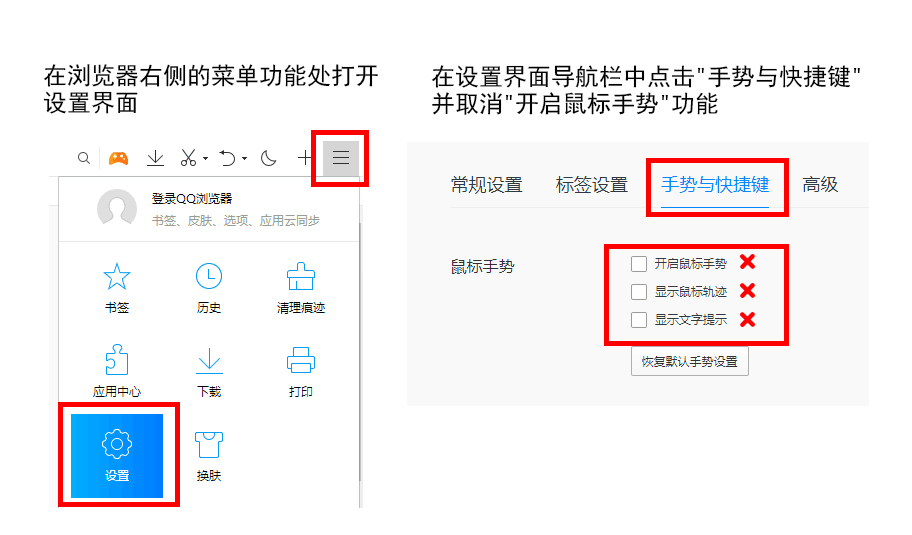 在浏览器右侧的菜单功能处打开
设置界面
登录QQ浏览器
书签、皮肤、选项、应用云同步
书签
历史
清理痕迹
应用中心
下载
打印
设置
换肤
在设置界面导航栏中点击"手势与快捷键"
并取消"开启鼠标手势"功能
常规设置
标签设置
手势与快捷键
高级
鼠标手势
开启鼠标手势
显示鼠标轨迹
显示文字提示
恢复默认手势设置